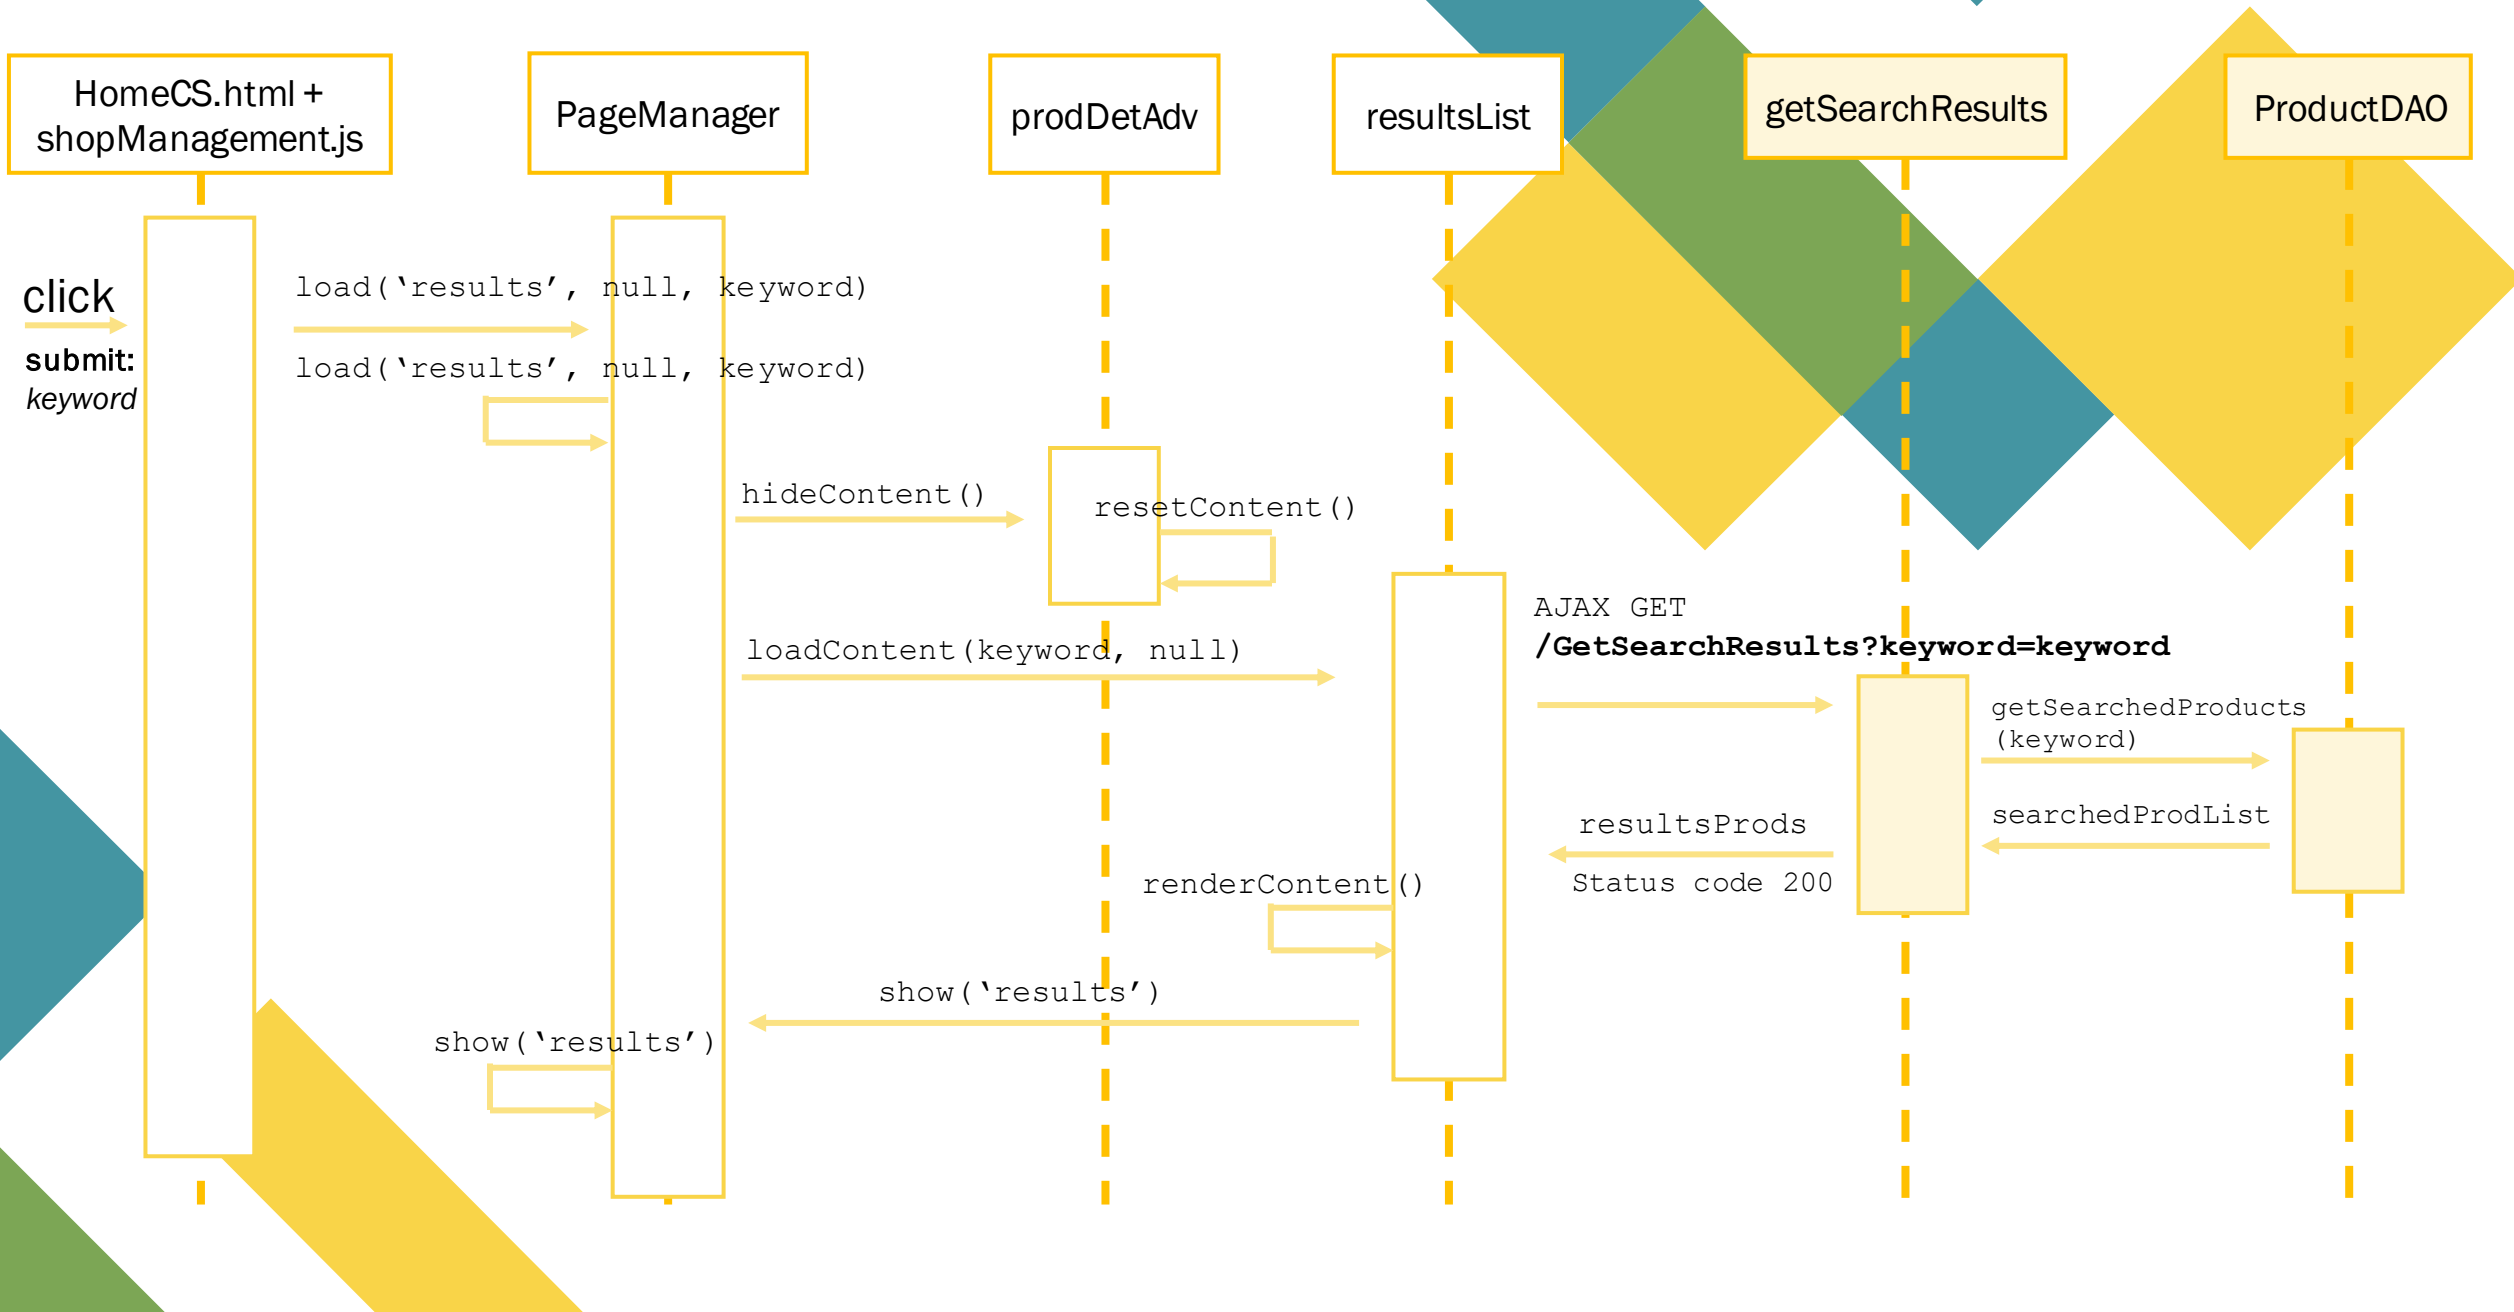 HomeCS.html +
shopManagement.js
PageManager
prodDetAdv
resultsList
getSearchResults
ProductDAO
click
submit:
keyword
load(‘results’, null, keyword)
load(‘results’, null, keyword)
hideContent()
resetContent()
loadContent(keyword, null)
AJAX GET
/GetSearchResults?keyword=keyword
getSearchedProducts
(keyword)
searchedProdList
resultsProds
Status code 200
renderContent()
show(‘results’)
show(‘results’)